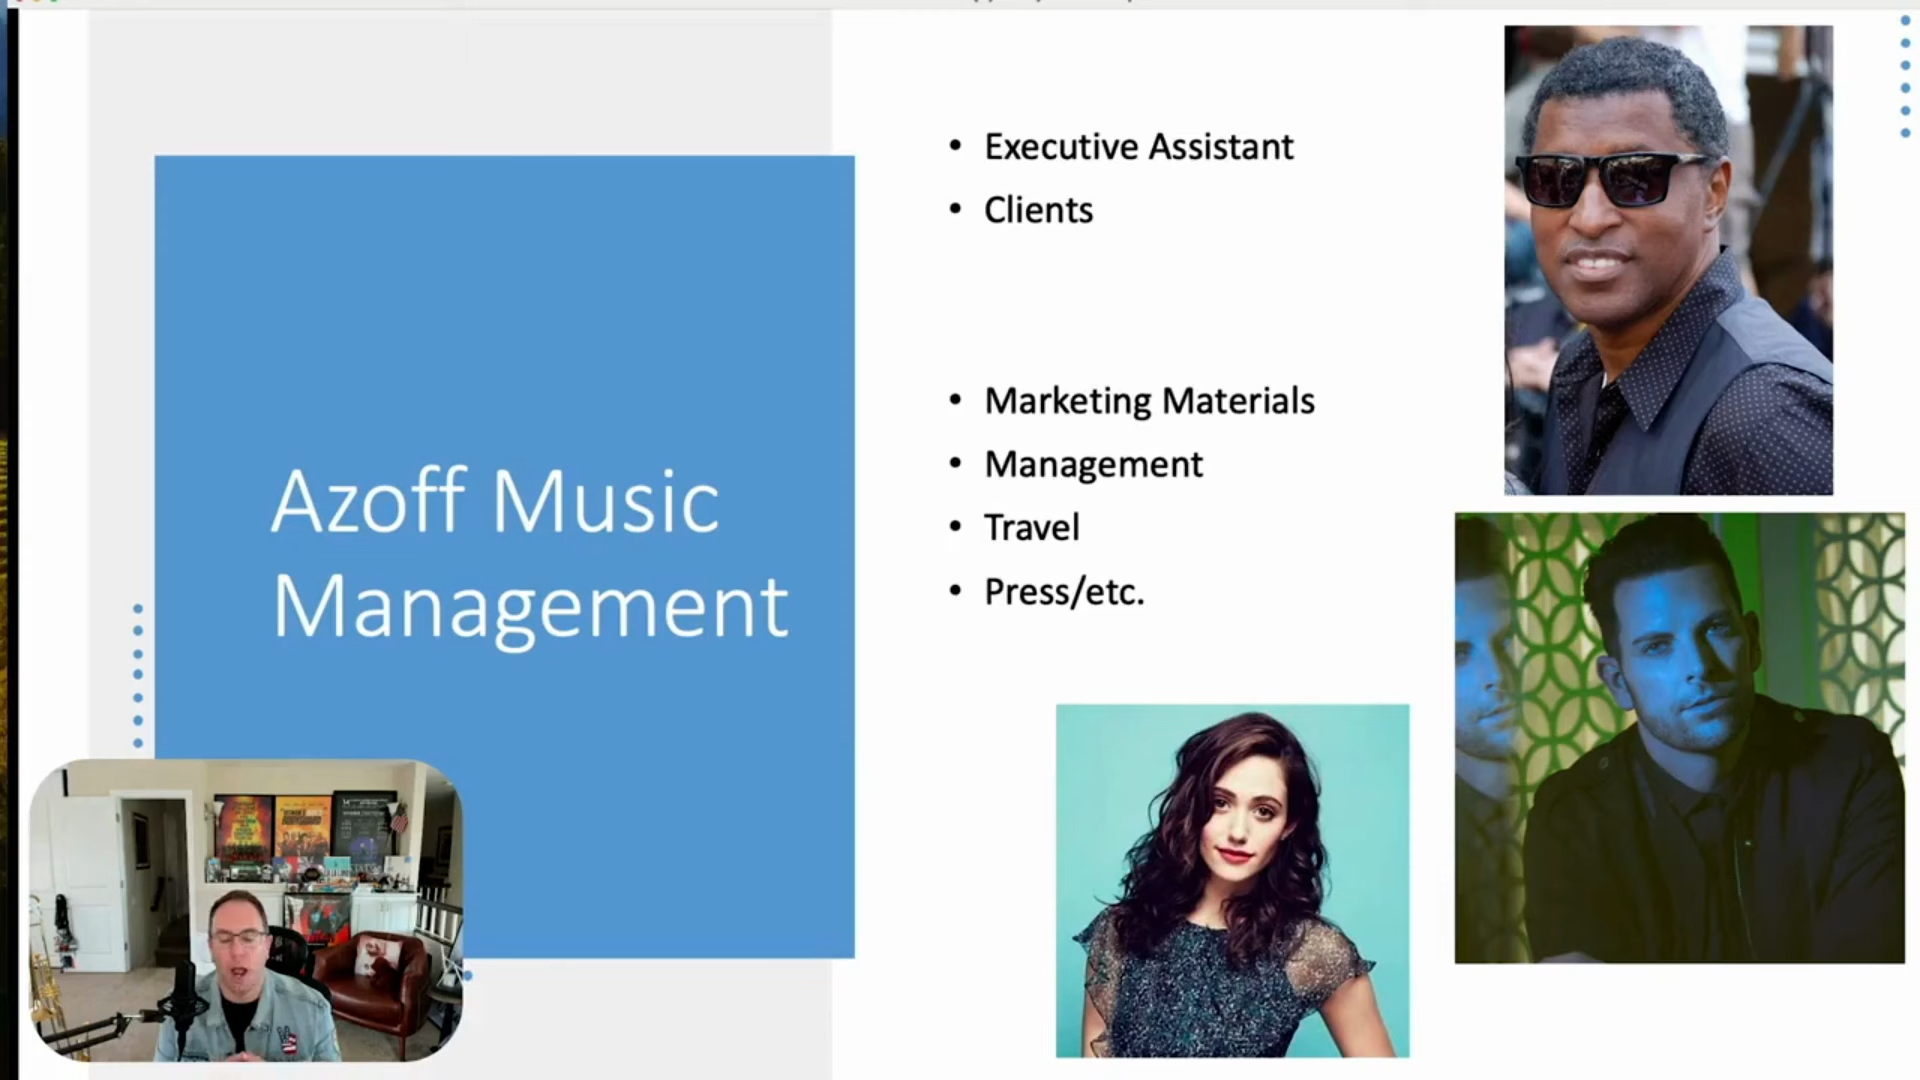 Azoff Music
Management
• Executive Assistant
• Clients
• Marketing Materials
• Management
• Travel
• Press/etc.